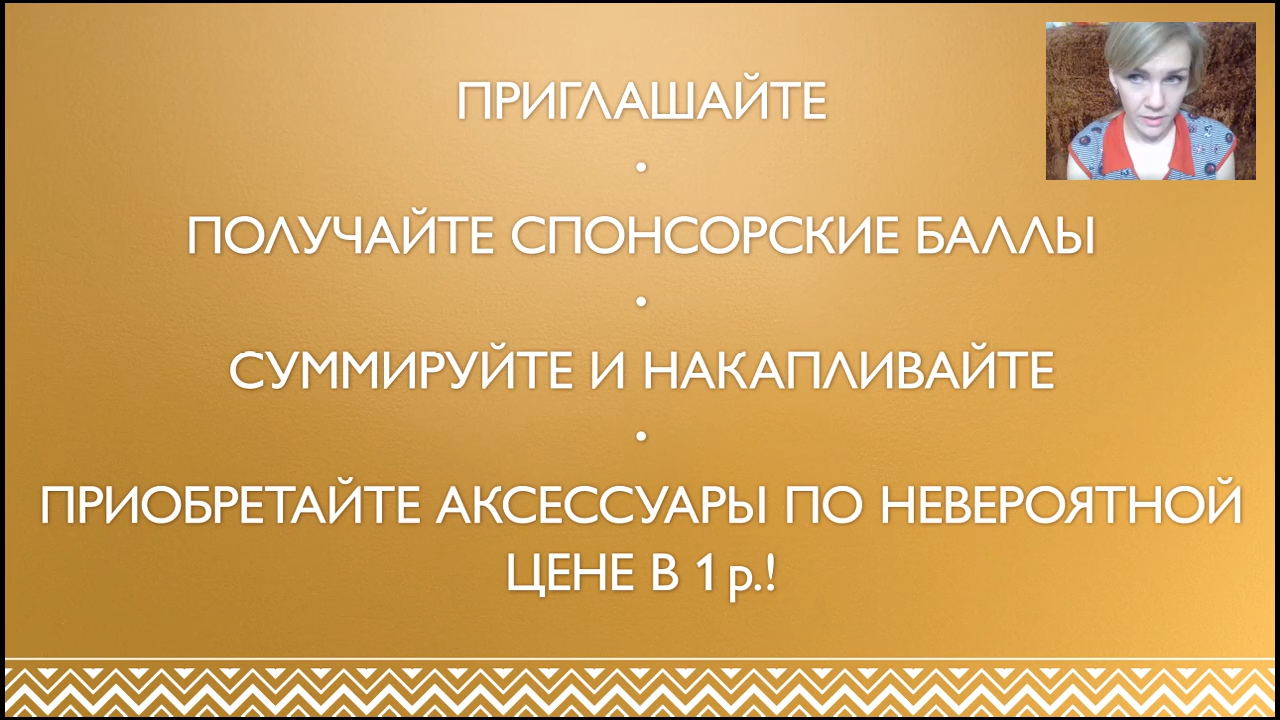 ПРИГЛАШАЙТЕ
•
ПОЛУЧАЙТЕ СПОНСОРСКИЕ БАЛЛЫ
•
СУММИРУЙТЕ И НАКАПЛИВАЙТЕ
•
ПРИОБРЕТАЙТЕ АКСЕССУАРЫ ПО НЕВЕРОЯТНОЙ
ЦЕНЕ В 1 р.!